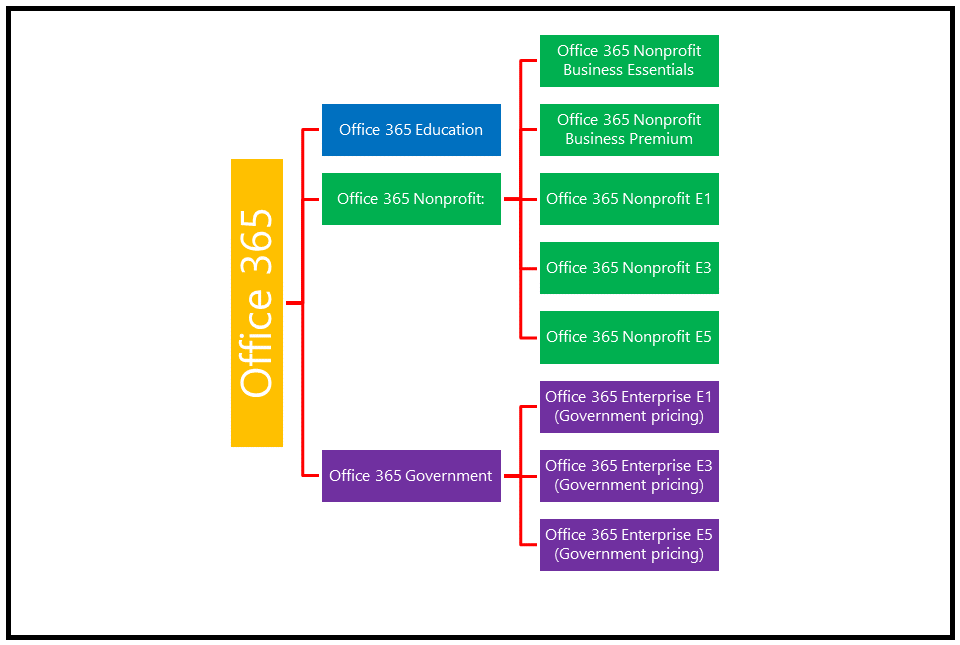 Office 365
Office 365 Education
Office 365 Nonprofit:
Office 365 Nonprofit
Business Essentials
Office 365 Nonprofit
Business Premium
Office 365 Nonprofit E1
Office 365 Nonprofit E3
Office 365 Nonprofit E5
Office 365 Government
Office 365 Enterprise E1
(Government pricing)
Office 365 Enterprise E3
(Government pricing)
Office 365 Enterprise E5
(Government pricing)